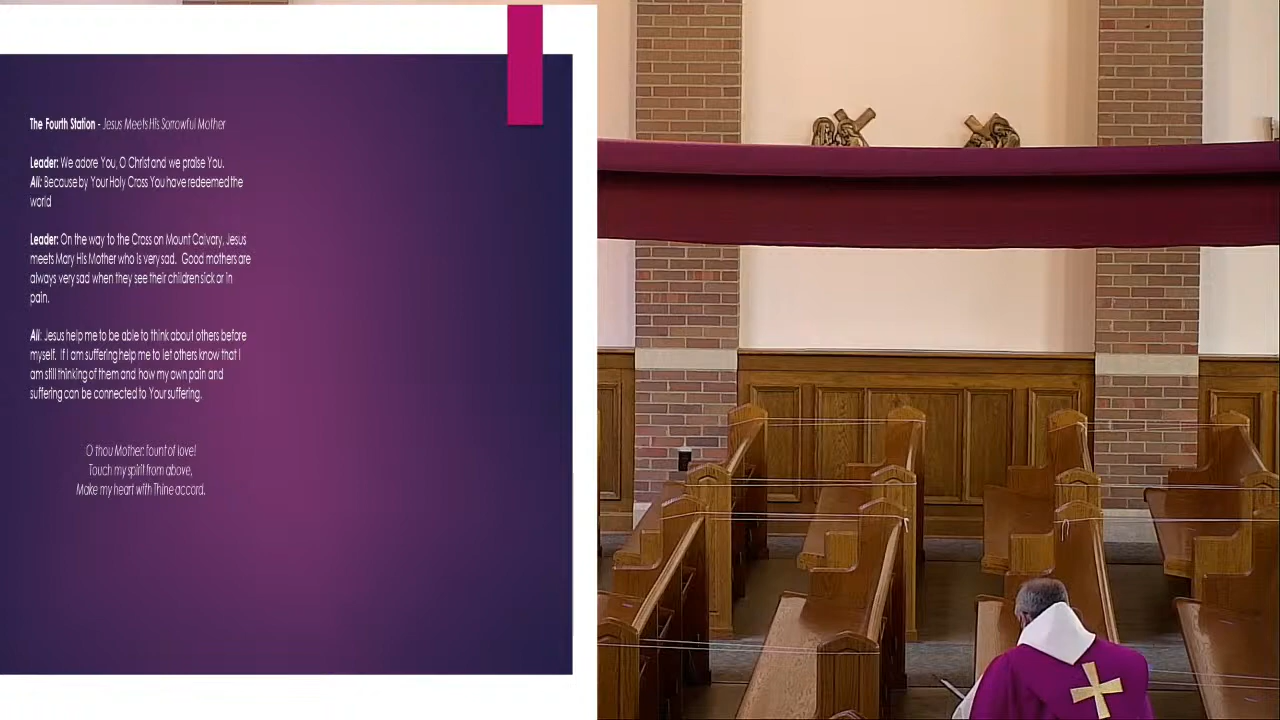 The Fourth Station - Jesus Meets His Sorrowful Mother
Leader: We adore You, O Christ and we praise You.
All: Because by Your Holy Cross You have redeemed the
world
Leader: On the way to the Cross on Mount Calvary, Jesus
meets Mary His Mother who is very sad. Good mothers are
always very sad when they see their children sick or in
pain.
All: Jesus help me to be able to think about others before
myself. If I am suffering help me to let others know that I
am still thinking of them and how my own pain and
suffering can be connected to Your suffering.
O thou Mother: fount of love!
Touch my spirit from above,
Make my heart with Thine accord.